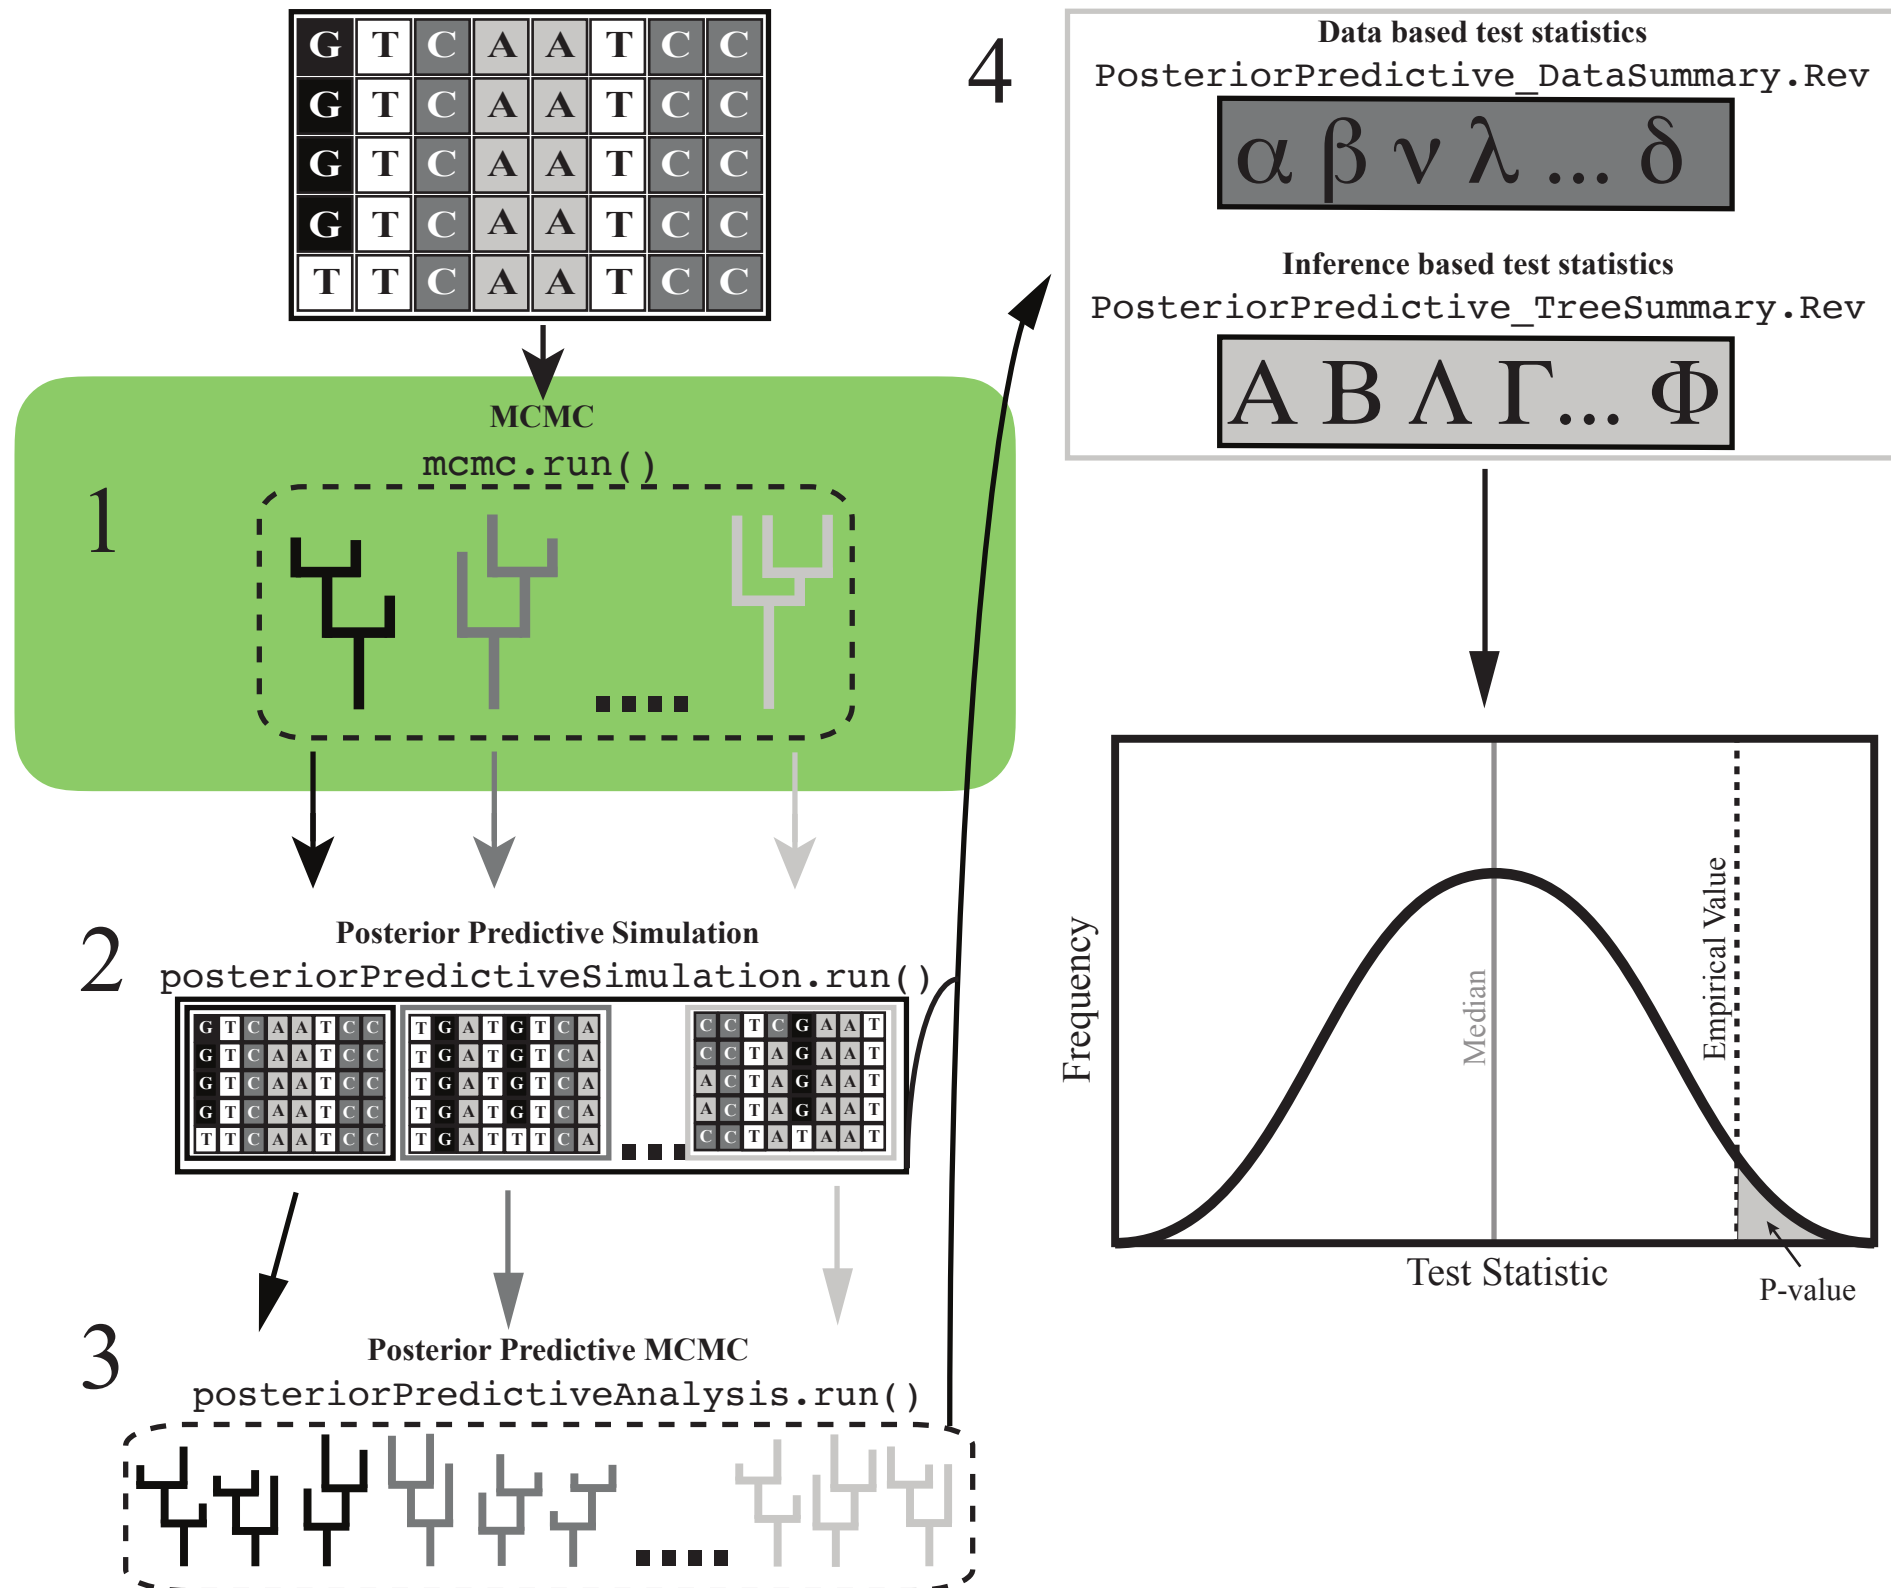 G T C A A T C C
G T C A A T C C
G T C A A T C C
G T C A A T C C
T T C A A T C C
1
MCMC
mcmc.run()
2
Posterior Predictive Simulation
posteriorPredictiveSimulation.run()
G T C A A T C C
G T C A A T C C
G T C A A T C C
G T C A A T C C
T T C A A T C C
T G A T G T C A
T G A T G T C A
T G A T G T C A
T G A T G T C A
T G A T T T C A
...
C C T C G A A T
C C T A G A A T
A C T A G A A T
A C T A G A A T
C C T A T A A T
3
Posterior Predictive MCMC
posteriorPredictiveAnalysis.run()
4
Data based test statistics
PosteriorPredictive_DataSummary.Rev
α β ν λ ... δ
Inference based test statistics
PosteriorPredictive_TreeSummary.Rev
Α Β Λ Γ... Φ
Frequency
Median
Empirical Value
Test Statistic
P-value